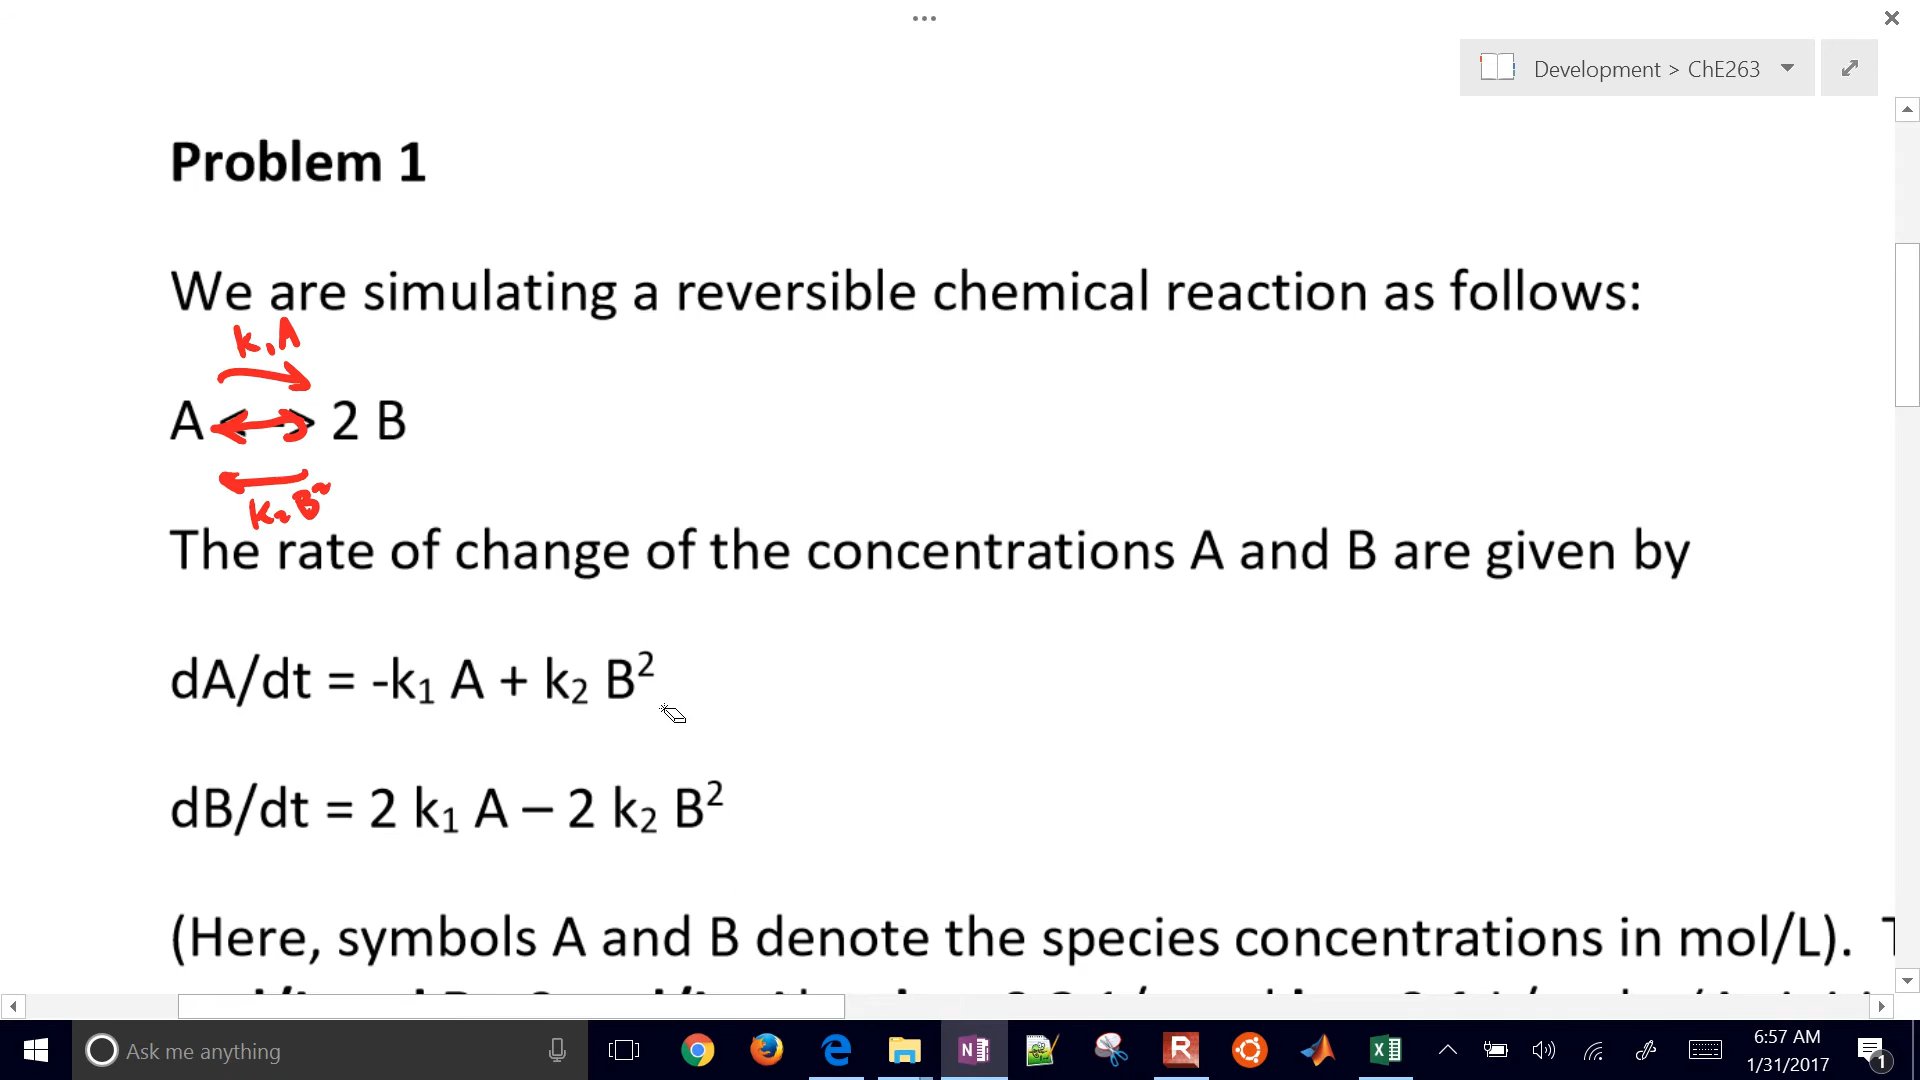 ...
Development > ChE263
Problem 1
We are simulating a reversible chemical reaction as follows:
k₁A
A <-> 2 B
k₂B²
The rate of change of the concentrations A and B are given by
dA/dt = -k₁ A + k₂ B²
dB/dt = 2 k₁ A – 2 k₂ B²
(Here, symbols A and B denote the species concentrations in mol/L).
Ask me anything
6:57 AM
1/31/2017
1